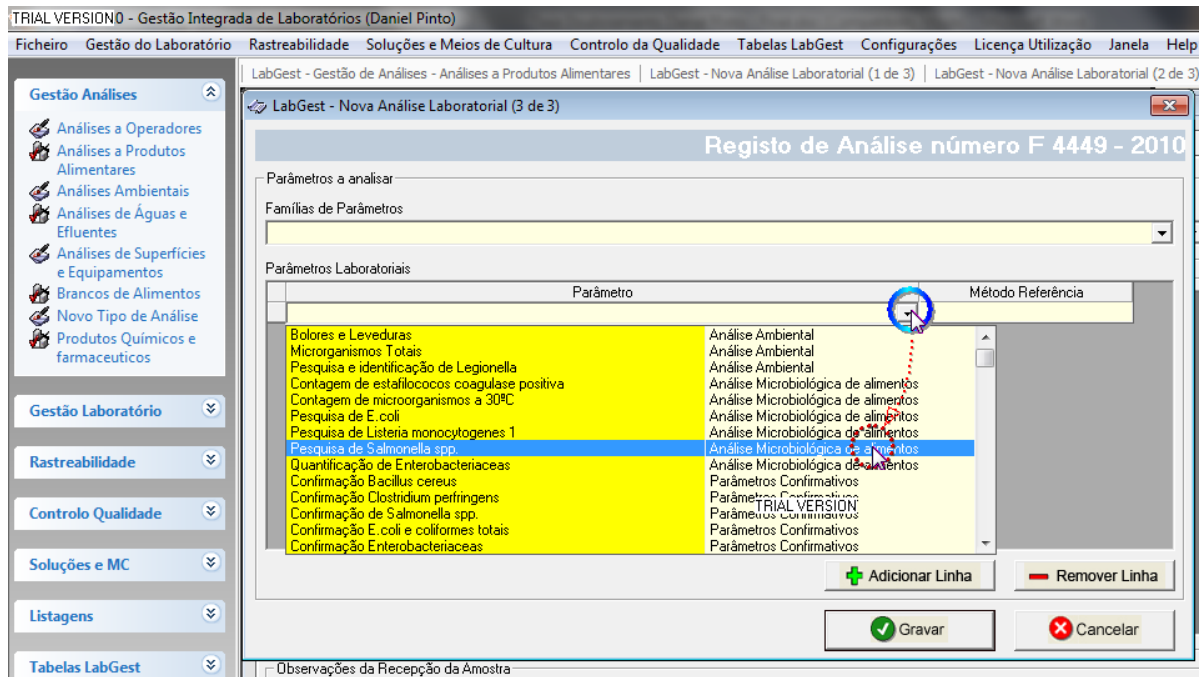 TRIAL VERSION0 - Gestão Integrada de Laboratórios (Daniel Pinto)
Ficheiro Gestão do Laboratório Rastreabilidade Soluções e Meios de Cultura Controlo da Qualidade Tabelas LabGest Configurações Licença Utilização Janela Help
LabGest - Gestão de Análises - Análises a Produtos Alimentares | LabGest - Nova Análise Laboratorial (1 de 3) | LabGest - Nova Análise Laboratorial (2 de 3)
Gestão Análises
Análises a Operadores
Análises a Produtos
Alimentares
Análises Ambientais
Análises de Águas e
Efluentes
Análises de Superfícies
e Equipamentos
Brancos de Alimentos
Novo Tipo de Análise
Produtos Químicos e
farmaceuticos
Gestão Laboratório
Rastreabilidade
Controlo Qualidade
Soluções e MC
Listagens
Tabelas LabGest
LabGest - Nova Análise Laboratorial (3 de 3)
Registo de Análise número F 4449 - 2010
Parâmetros a analisar
Famílias de Parâmetros
Parâmetros Laboratoriais
Parâmetro Método Referência
Bolores e Leveduras Análise Ambiental
Microrganismos Totais Análise Ambiental
Pesquisa e identificação de Legionella Análise Ambiental
Contagem de estafilococos coagulase positiva Análise Microbiológica de alimentos
Contagem de microorganismos a 30ºC Análise Microbiológica de alimentos
Pesquisa de E.coli Análise Microbiológica de alimentos
Pesquisa de Listeria monocytogenes 1 Análise Microbiológica de alimentos
Pesquisa de Salmonella spp. Análise Microbiológica de alimentos
Quantificação de Enterobacteriaceas Análise Microbiológica de alimentos
Confirmação Bacillus cereus Parâmetros Confirmativos
Confirmação Clostridium perfringens Parâmetros Confirmativos
TRIAL VERSION
Confirmação de Salmonella spp. Parâmetros Confirmativos
Confirmação E.coli e coliformes totais Parâmetros Confirmativos
Confirmação Enterobacteriaceas Parâmetros Confirmativos
Adicionar Linha Remover Linha
Gravar Cancelar
Observações da Recepção da Amostra